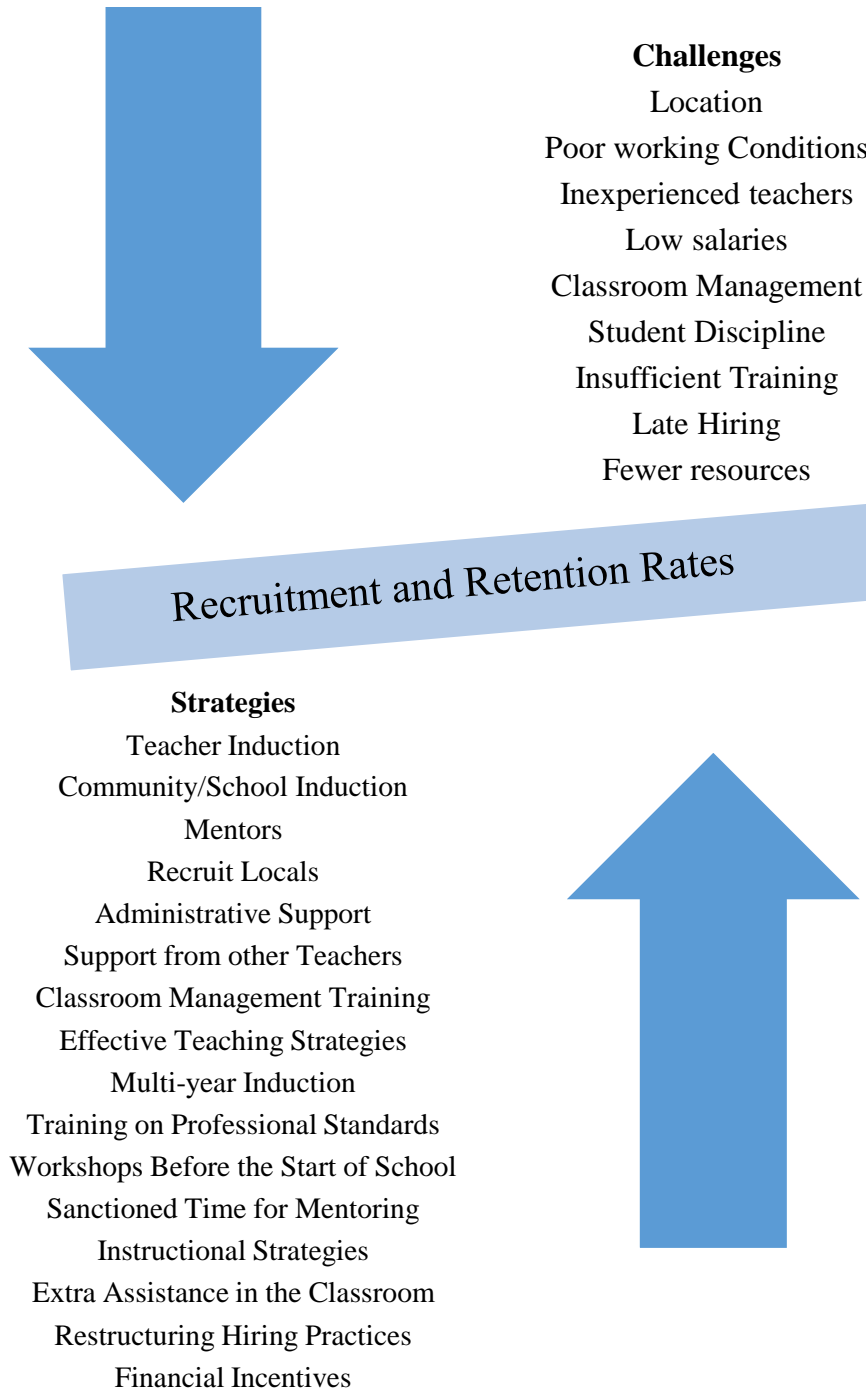 Challenges
Location
Poor working Conditions
Inexperienced teachers
Low salaries
Classroom Management
Student Discipline
Insufficient Training
Late Hiring
Fewer resources
Recruitment and Retention Rates
Strategies
Teacher Induction
Community/School Induction
Mentors
Recruit Locals
Administrative Support
Support from other Teachers
Classroom Management Training
Effective Teaching Strategies
Multi-year Induction
Training on Professional Standards
Workshops Before the Start of School
Sanctioned Time for Mentoring
Instructional Strategies
Extra Assistance in the Classroom
Restructuring Hiring Practices
Financial Incentives